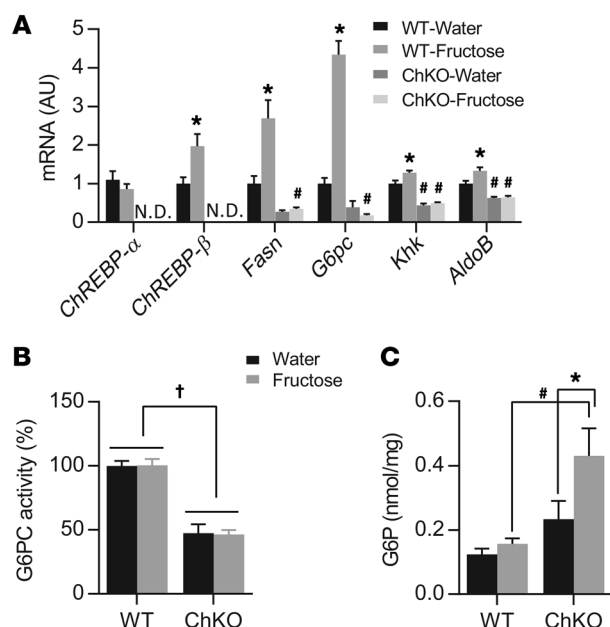 A
mRNA (AU)
5
4
3
2
1
0
WT-Water
WT-Fructose
ChKO-Water
ChKO-Fructose
*
*
*
*
*
#
#
# #
# #
N.D.
N.D.
ChREBP-α
ChREBP-β
Fasn
G6pc
Khk
AldoB
B
Water
Fructose
G6PC activity (%)
150
100
50
0
†
WT
ChKO
C
G6P (nmol/mg)
0.6
0.4
0.2
0.0
#
*
WT
ChKO